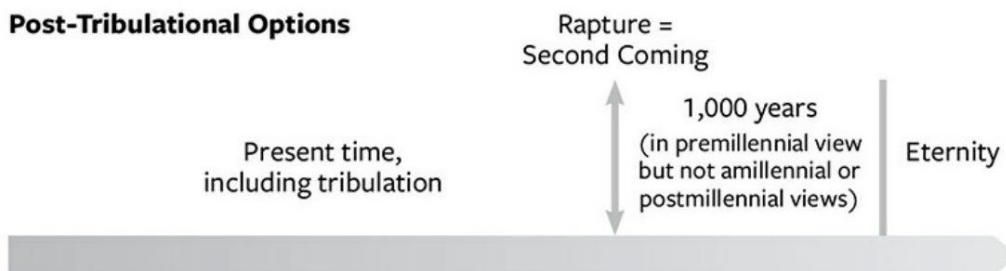 Post-Tribulational Options
Rapture =
Second Coming
Present time,
including tribulation
1,000 years
(in premillennial view
but not amillennial or
postmillennial views)
Eternity